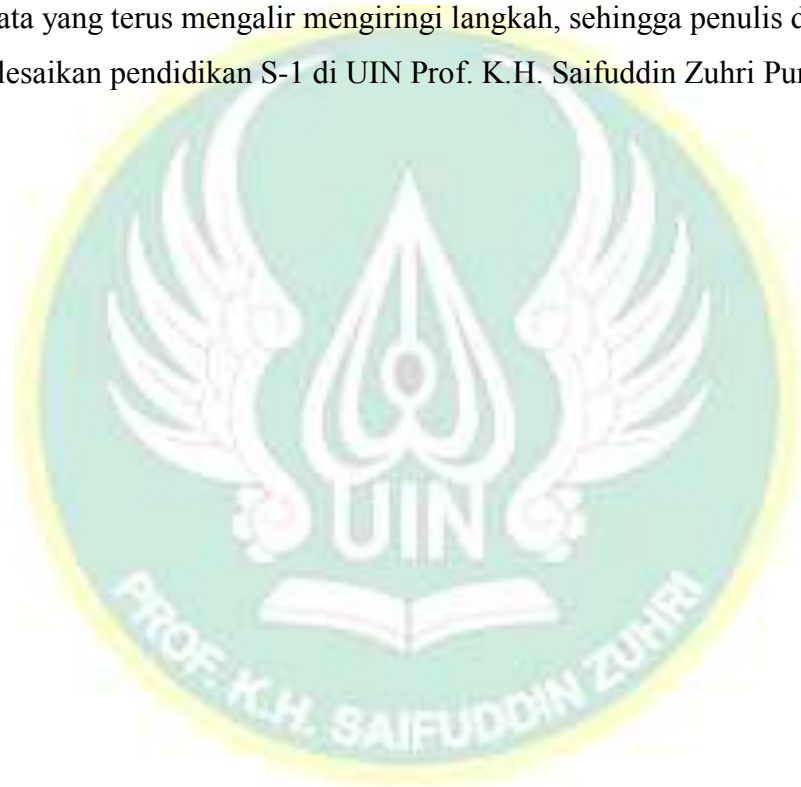 ata yang terus mengalir mengiringi langkah, sehingga penulis d
lesaikan pendidikan S-1 di UIN Prof. K.H. Saifuddin Zuhri Pur
UIN
PROF. K.H. SAIFUDDIN ZUHRI